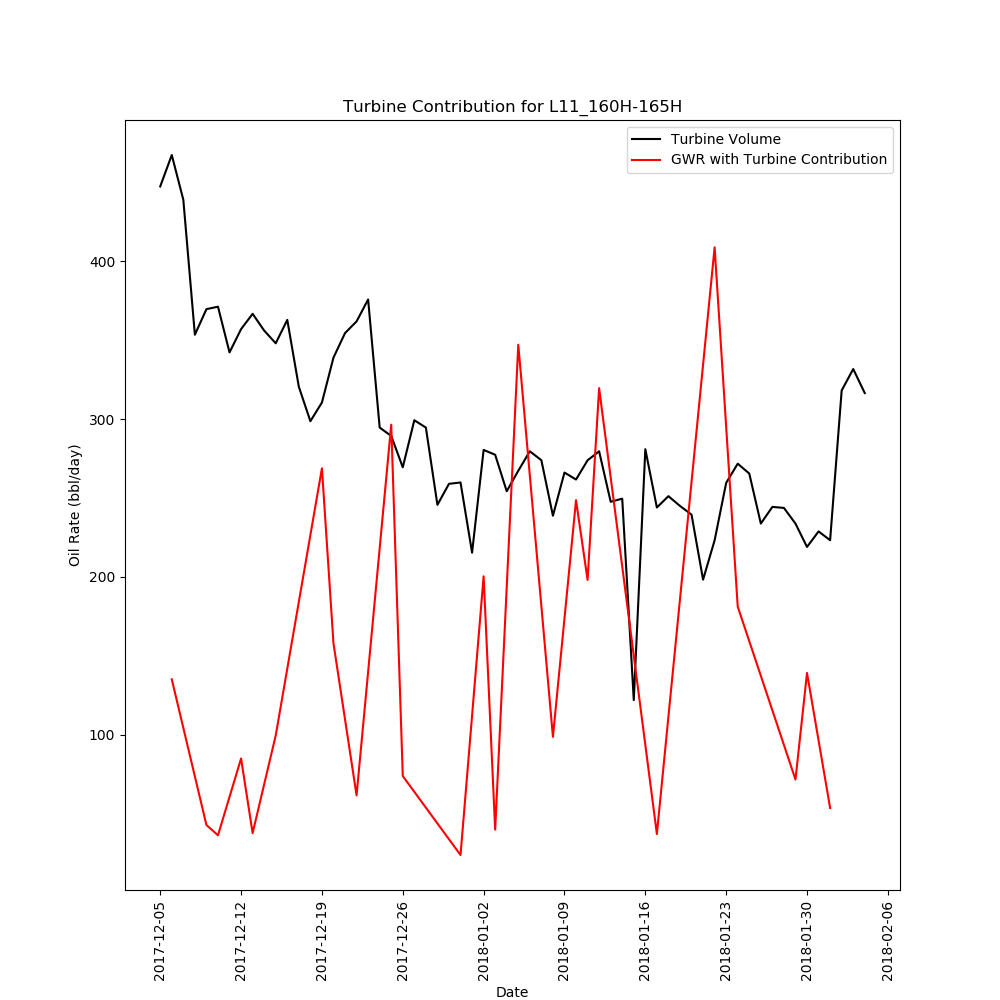 Turbine Contribution for L11_160H-165H
Turbine Volume
GWR with Turbine Contribution
Oil Rate (bbl/day)
400
300
200
100
2017-12-05
2017-12-12
2017-12-19
2017-12-26
2018-01-02
2018-01-09
2018-01-16
2018-01-23
2018-01-30
2018-02-06
Date